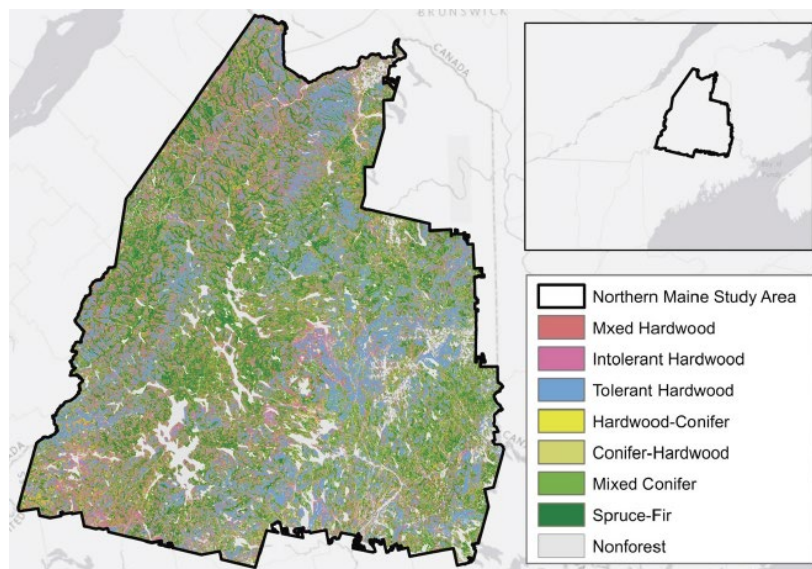 BRUNSWICK
CANADA
CANADA
Northern Maine Study Area
Mxed Hardwood
Intolerant Hardwood
Tolerant Hardwood
Hardwood-Conifer
Conifer-Hardwood
Mixed Conifer
Spruce-Fir
Nonforest